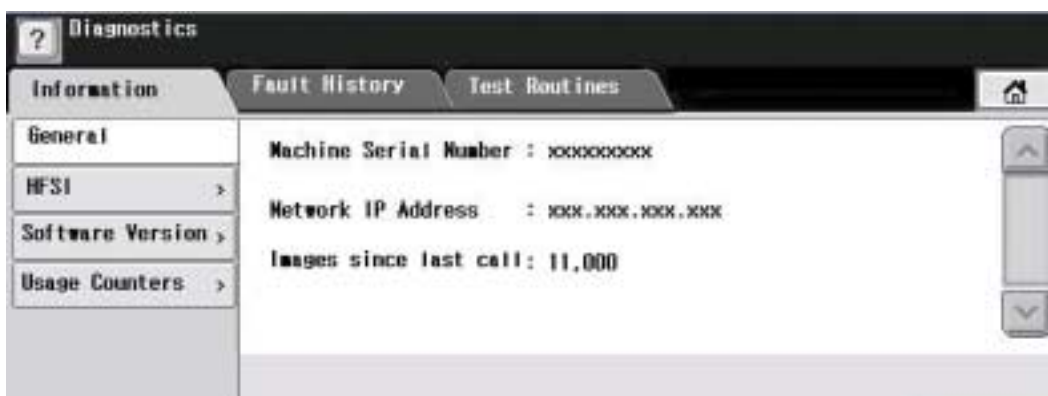 ? Diagnostics
Information Fault History Test Routines
General
HFSI >
Software Version >
Usage Counters >
Machine Serial Number : xxxxxxxxxx
Network IP Address : xxx.xxx.xxx.xxx
Images since last call: 11,000